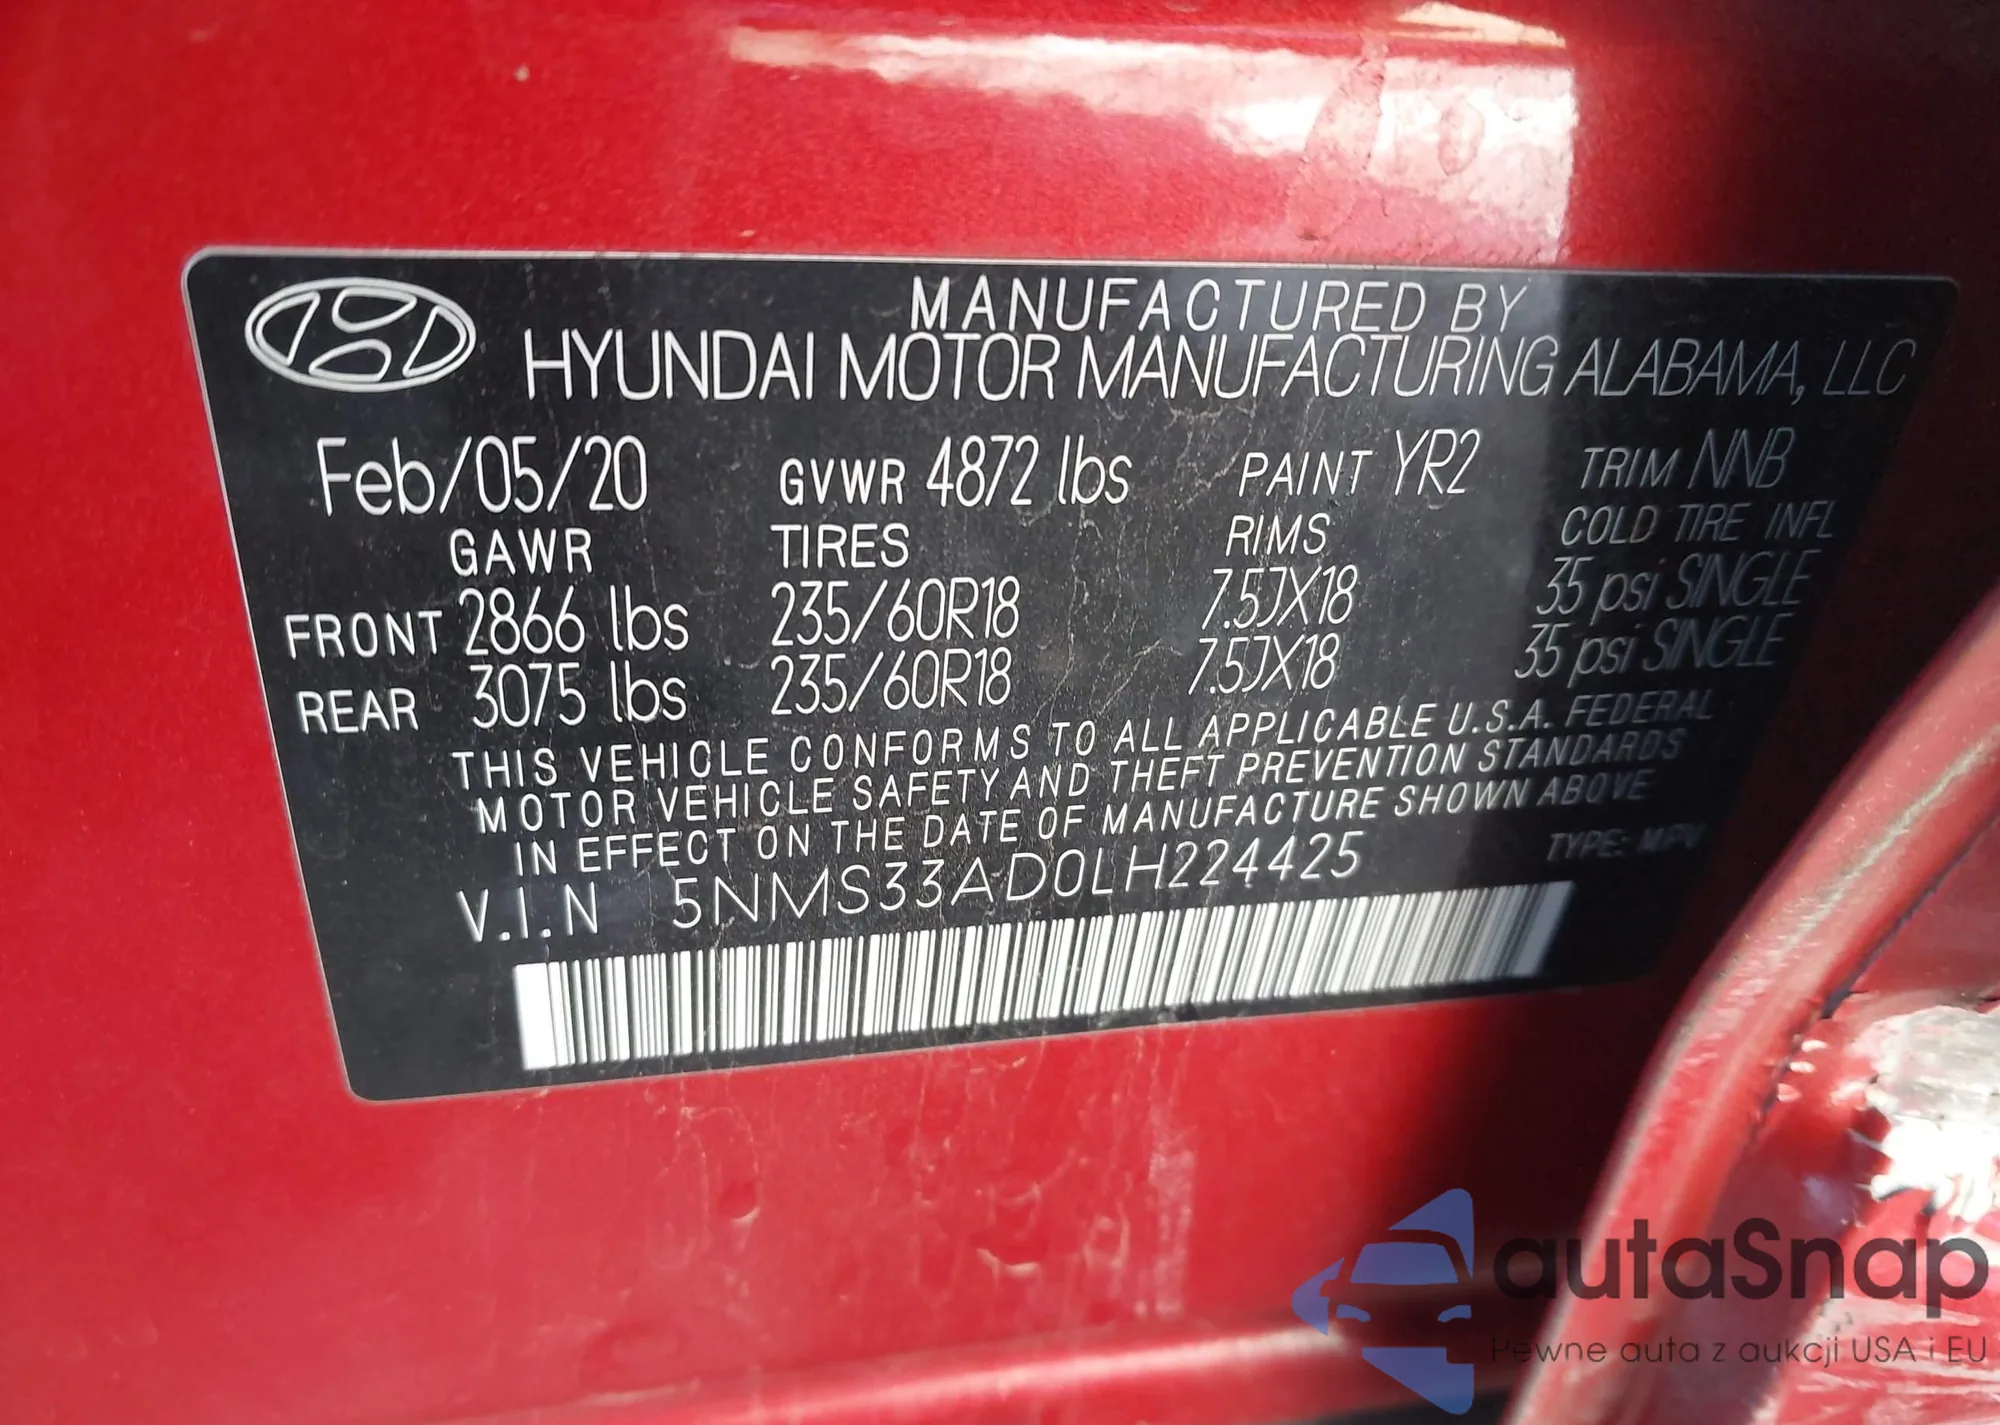 MANUFACTURED BY
HYUNDAI MOTOR MANUFACTURING ALABAMA, LLC
Feb/05/20 GVWR 4872 lbs PAINT YR2 TRIM NNB
GAWR TIRES RIMS COLD TIRE INFL
FRONT 2866 lbs 235/60R18 7.5JX18 35 psi SINGLE
REAR 3075 lbs 235/60R18 7.5JX18 35 psi SINGLE
THIS VEHICLE CONFORMS TO ALL APPLICABLE U.S.A. FEDERAL
MOTOR VEHICLE SAFETY AND THEFT PREVENTION STANDARDS
IN EFFECT ON THE DATE OF MANUFACTURE SHOWN ABOVE
V.I.N 5NMS33AD0LH224425 TYPE: MPV
autaSnap
Pewne auta z aukcji USA i EU